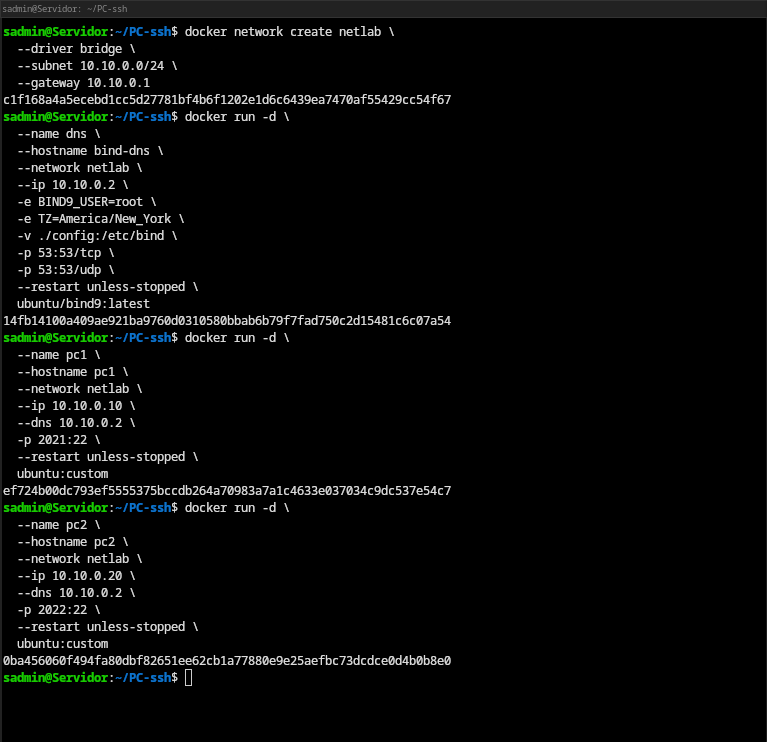 sadmin@Servidor: ~/PC-ssh
sadmin@Servidor:~/PC-ssh$ docker network create netlab \
  --driver bridge \
  --subnet 10.10.0.0/24 \
  --gateway 10.10.0.1
c1f168a4a5ecebd1cc5d27781bf4b6f1202e1d6c6439ea7470af55429cc54f67
sadmin@Servidor:~/PC-ssh$ docker run -d \
  --name dns \
  --hostname bind-dns \
  --network netlab \
  --ip 10.10.0.2 \
  -e BIND9_USER=root \
  -e TZ=America/New_York \
  -v ./config:/etc/bind \
  -p 53:53/tcp \
  -p 53:53/udp \
  --restart unless-stopped \
  ubuntu/bind9:latest
14fb14100a409ae921ba9760d0310580bbab6b79f7fad750c2d15481c6c07a54
sadmin@Servidor:~/PC-ssh$ docker run -d \
  --name pc1 \
  --hostname pc1 \
  --network netlab \
  --ip 10.10.0.10 \
  --dns 10.10.0.2 \
  -p 2021:22 \
  --restart unless-stopped \
  ubuntu:custom
ef724b00dc793ef5555375bccdb264a70983a7a1c4633e037034c9dc537e54c7
sadmin@Servidor:~/PC-ssh$ docker run -d \
  --name pc2 \
  --hostname pc2 \
  --network netlab \
  --ip 10.10.0.20 \
  --dns 10.10.0.2 \
  -p 2022:22 \
  --restart unless-stopped \
  ubuntu:custom
0ba456060f494fa80dbf82651ee62cb1a77880e9e25aefbc73dcdce0d4b0b8e0
sadmin@Servidor:~/PC-ssh$